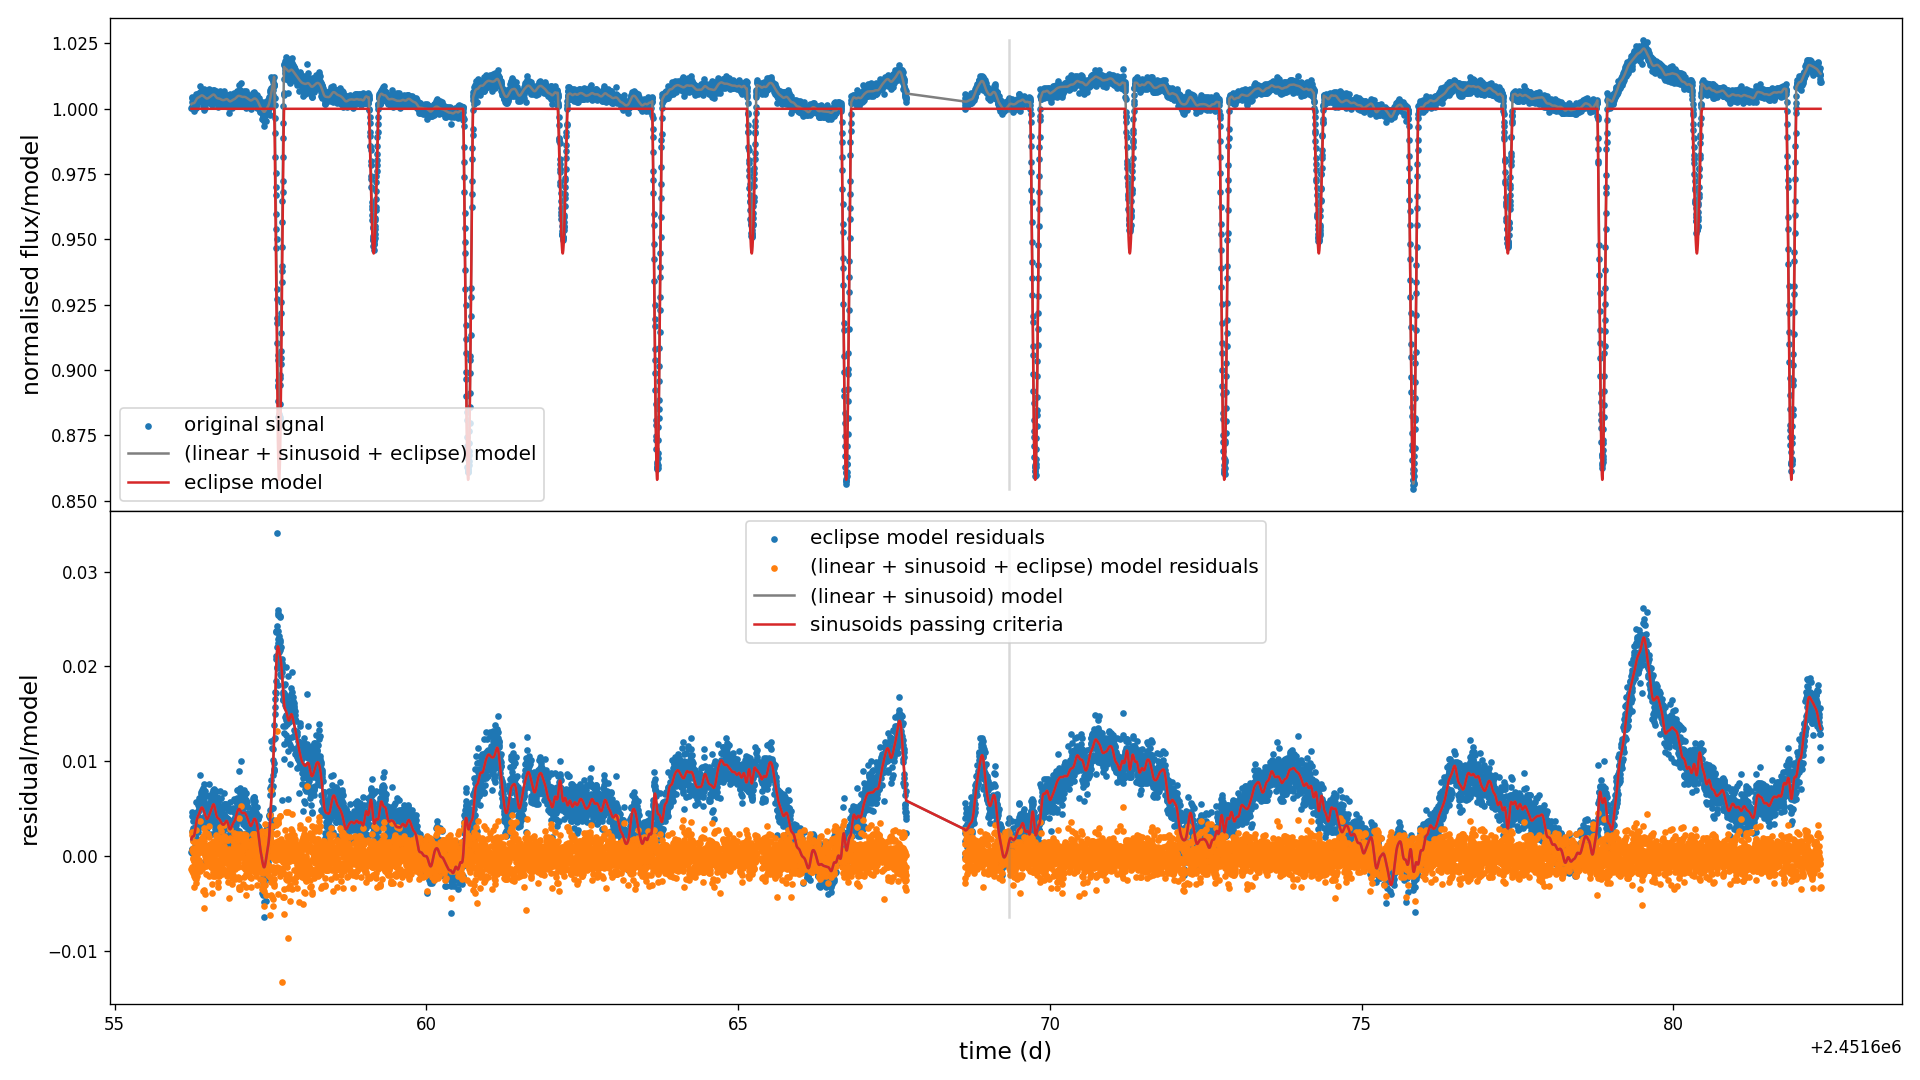 normalised flux/model
1.025
1.000
0.975
0.950
0.925
0.900
0.875
0.850
original signal
(linear + sinusoid + eclipse) model
eclipse model
residual/model
0.03
0.02
0.01
0.00
−0.01
eclipse model residuals
(linear + sinusoid + eclipse) model residuals
(linear + sinusoid) model
sinusoids passing criteria
55
60
65
70
75
80
time (d)
+2.4516e6